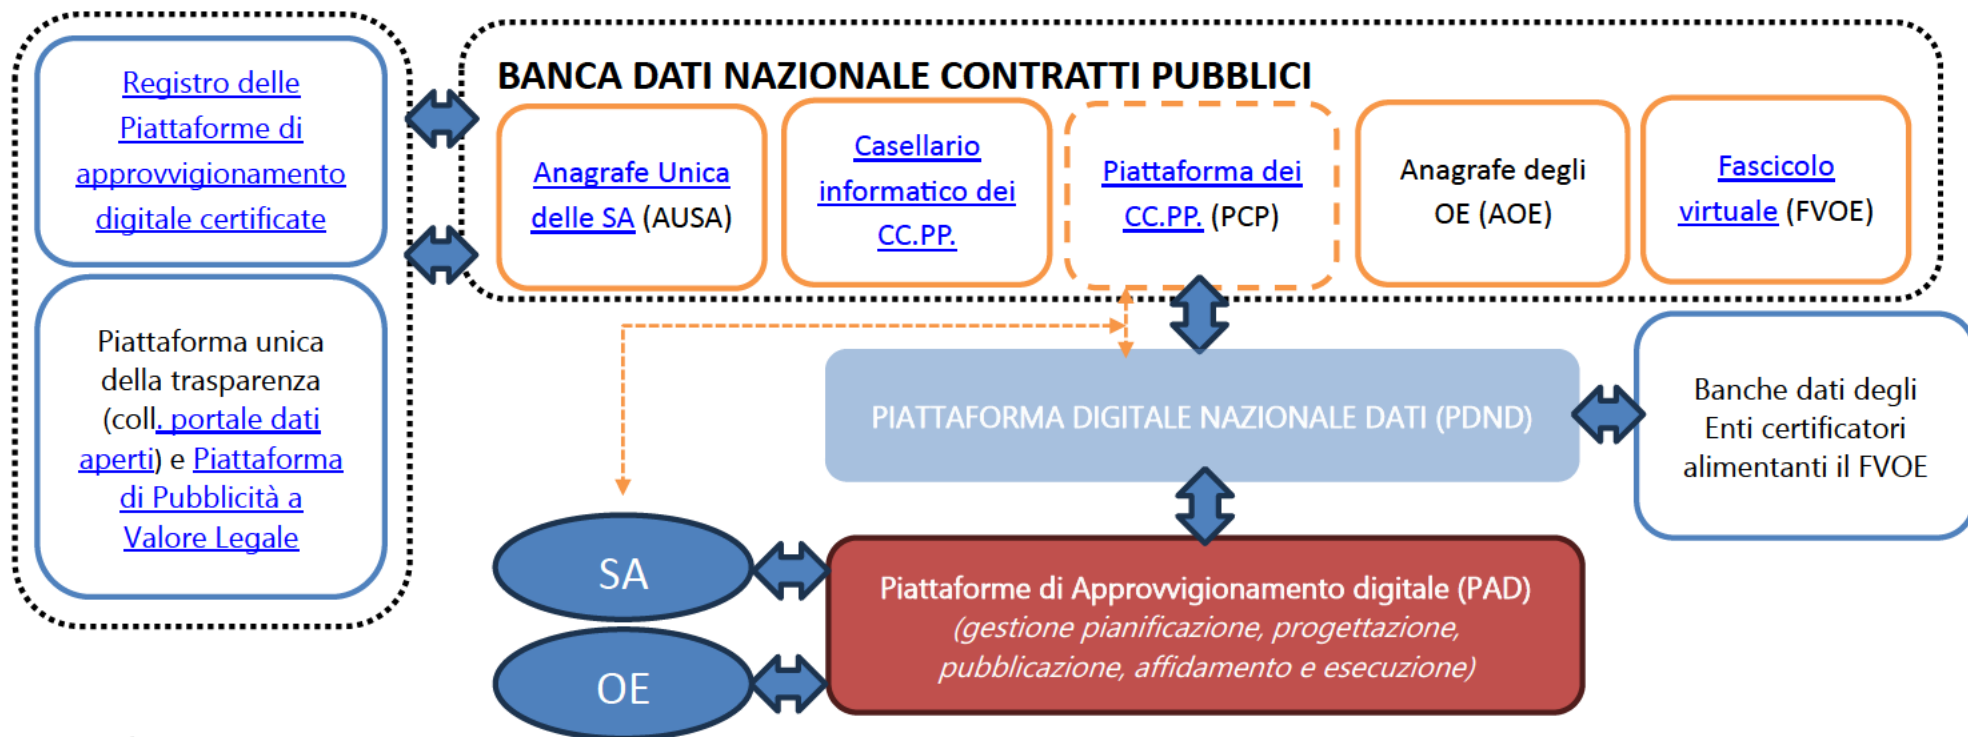 Registro delle
Piattaforme di
approvvigionamento
digitale certificate
Piattaforma unica
della trasparenza
(coll. portale dati
aperti) e Piattaforma
di Pubblicità a
Valore Legale
BANCA DATI NAZIONALE CONTRATTI PUBBLICI
Anagrafe Unica
delle SA (AUSA)
Casellario
informatico dei
CC.PP.
Piattaforma dei
CC.PP. (PCP)
Anagrafe degli
OE (AOE)
Fascicolo
virtuale (FVOE)
PIATTAFORMA DIGITALE NAZIONALE DATI (PDND)
Banche dati degli
Enti certificatori
alimentanti il FVOE
SA
OE
Piattaforme di Approvvigionamento digitale (PAD)
(gestione pianificazione, progettazione,
pubblicazione, affidamento e esecuzione)